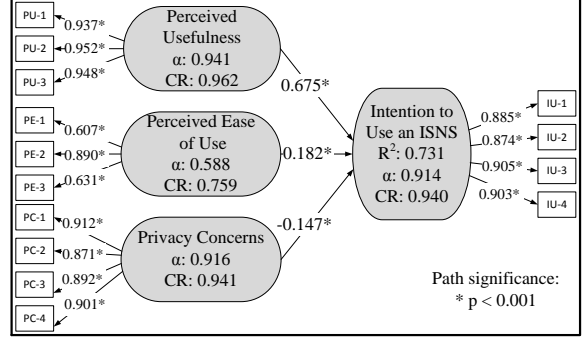 PU-1
PU-2
PU-3
0.937*
0.952*
0.948*
Perceived
Usefulness
α: 0.941
CR: 0.962
0.675*
PE-1
PE-2
PE-3
0.607*
0.890*
0.631*
Perceived Ease
of Use
α: 0.588
CR: 0.759
0.182*
PC-1
PC-2
PC-3
PC-4
0.912*
0.871*
0.892*
0.901*
Privacy Concerns
α: 0.916
CR: 0.941
-0.147*
Intention to
Use an ISNS
R²: 0.731
α: 0.914
CR: 0.940
0.885*
0.874*
0.905*
0.903*
IU-1
IU-2
IU-3
IU-4
Path significance:
* p < 0.001